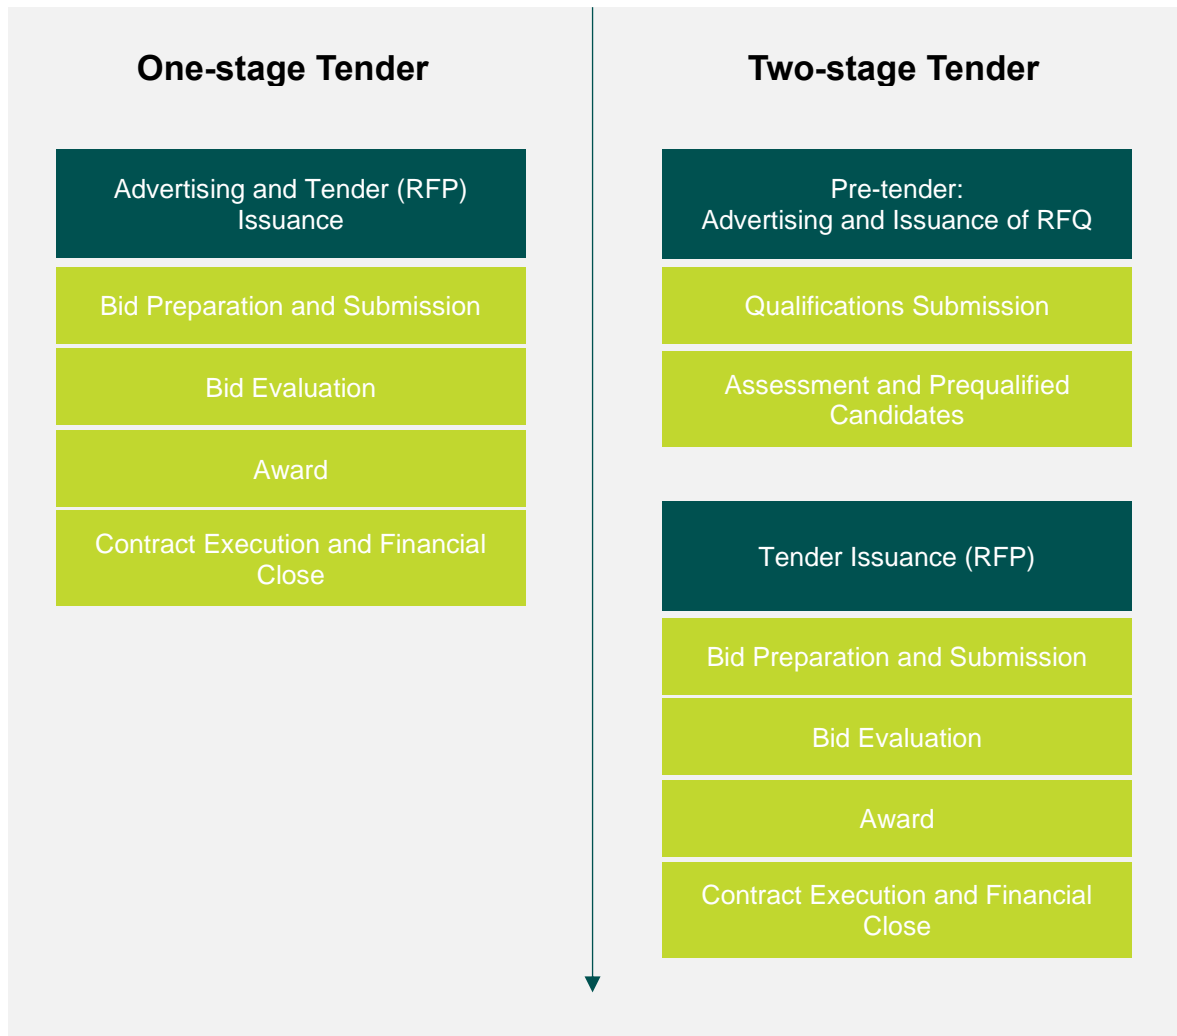 One-stage Tender
Advertising and Tender (RFP)
Issuance
Bid Preparation and Submission
Bid Evaluation
Award
Contract Execution and Financial
Close
Two-stage Tender
Pre-tender:
Advertising and Issuance of RFQ
Qualifications Submission
Assessment and Prequalified
Candidates
Tender Issuance (RFP)
Bid Preparation and Submission
Bid Evaluation
Award
Contract Execution and Financial
Close